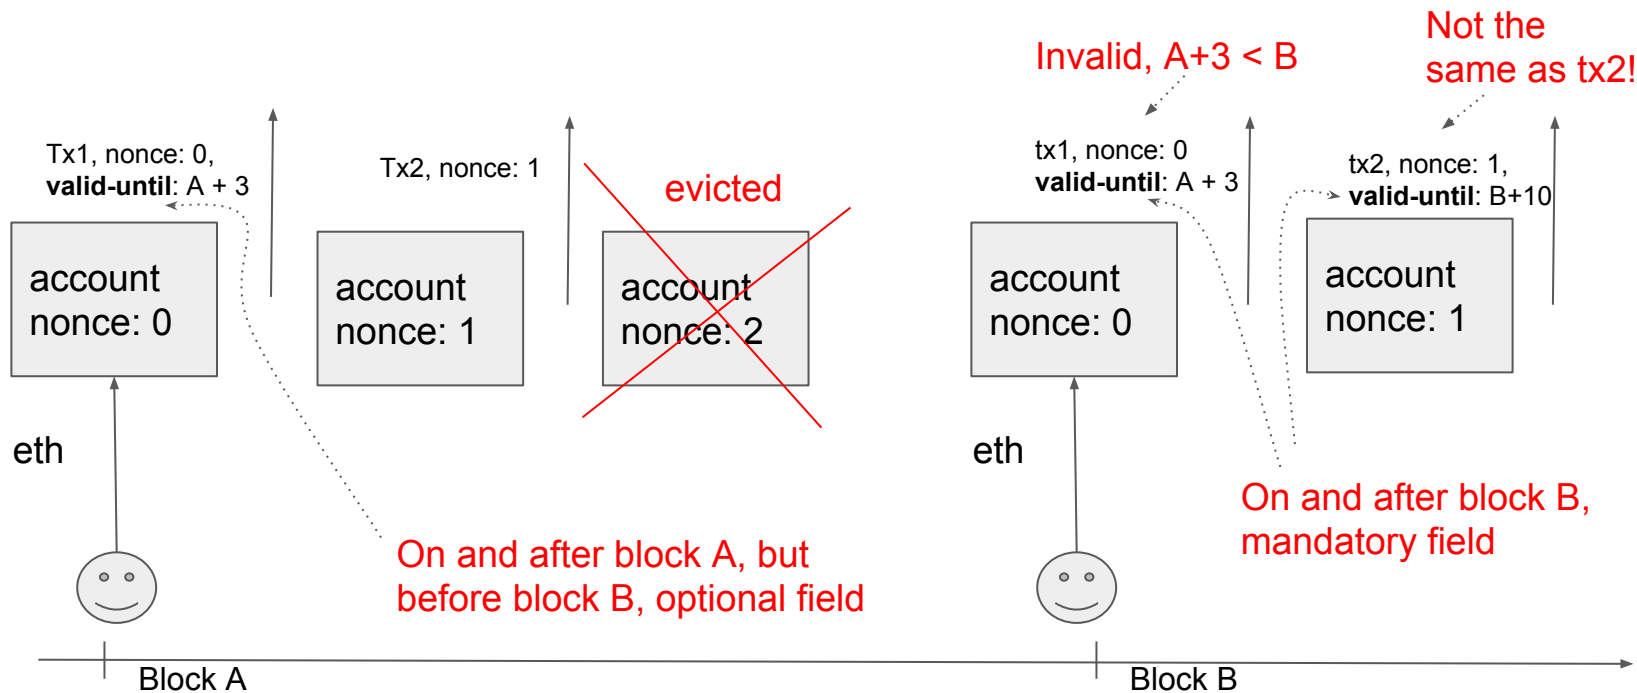 Tx1, nonce: 0,
valid-until: A + 3
account
nonce: 0
eth
Tx2, nonce: 1
account
nonce: 1
evicted
account
nonce: 2
On and after block A, but
before block B, optional field
Block A
Invalid, A+3 < B
tx1, nonce: 0
valid-until: A + 3
account
nonce: 0
eth
Not the
same as tx2!
tx2, nonce: 1,
valid-until: B+10
account
nonce: 1
On and after block B,
mandatory field
Block B